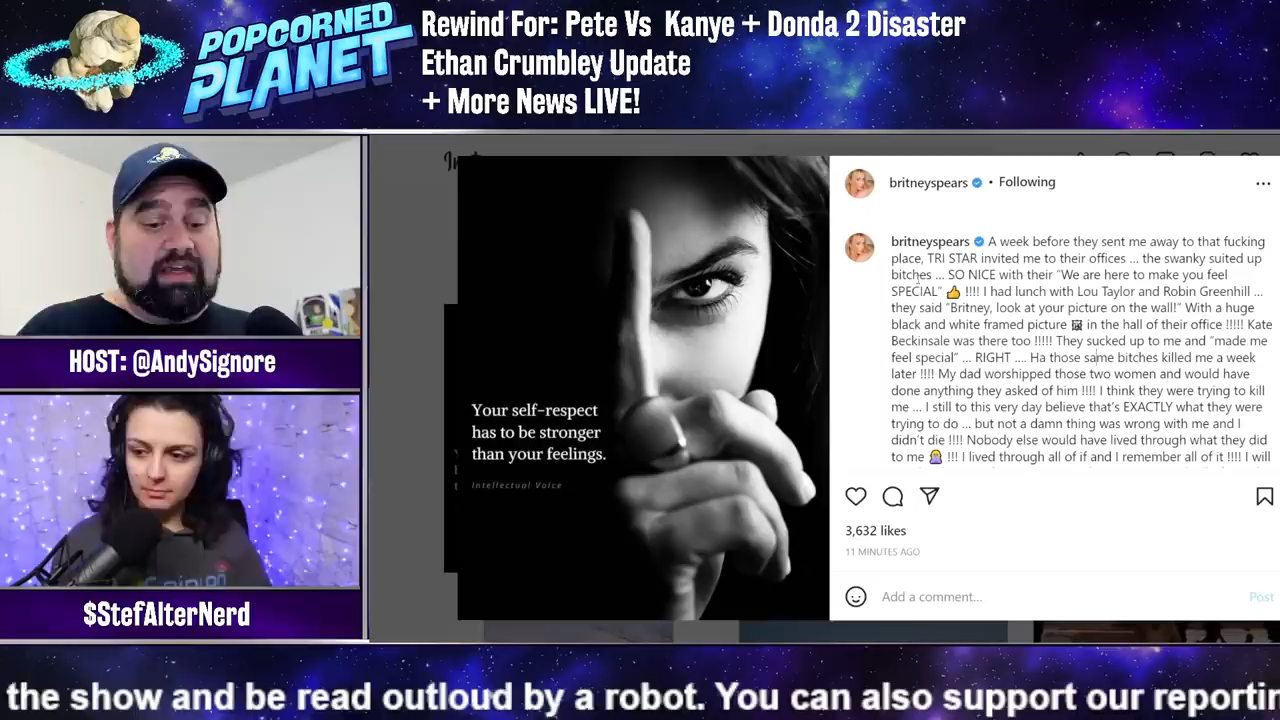 POPCORNED
PLANET
Rewind For: Pete Vs Kanye + Donda 2 Disaster
Ethan Crumbley Update
+ More News LIVE!
HOST: @AndySignore
$StefAlterNerd
Your self-respect
has to be stronger
than your feelings.
Intellectual Voice
britneyspears • Following
britneyspears A week before they sent me away to that fucking
place, TRI STAR invited me to their offices … the swanky suited up
bitches … SO NICE with their “We are here to make you feel
SPECIAL” 👍 !!!! I had lunch with Lou Taylor and Robin Greenhill …
they said “Britney, look at your picture on the wall!” With a huge
black and white framed picture 🖼 in the hall of their office !!!!! Kate
Beckinsale was there too !!!!! They sucked up to me and “made me
feel special” … RIGHT …. Ha those same bitches killed me a week
later !!!! My dad worshipped those two women and would have
done anything they asked of him !!!! I think they were trying to kill
me … I still to this very day believe that’s EXACTLY what they were
trying to do … but not a damn thing was wrong with me and I
didn’t die !!!! Nobody else would have lived through what they did
to me 🤷🏼‍♀️ !!! I lived through all of if and I remember all of it !!!! I will
3,632 likes
11 MINUTES AGO
Add a comment…
Post
the show and be read outloud by a robot. You can also support our reportin